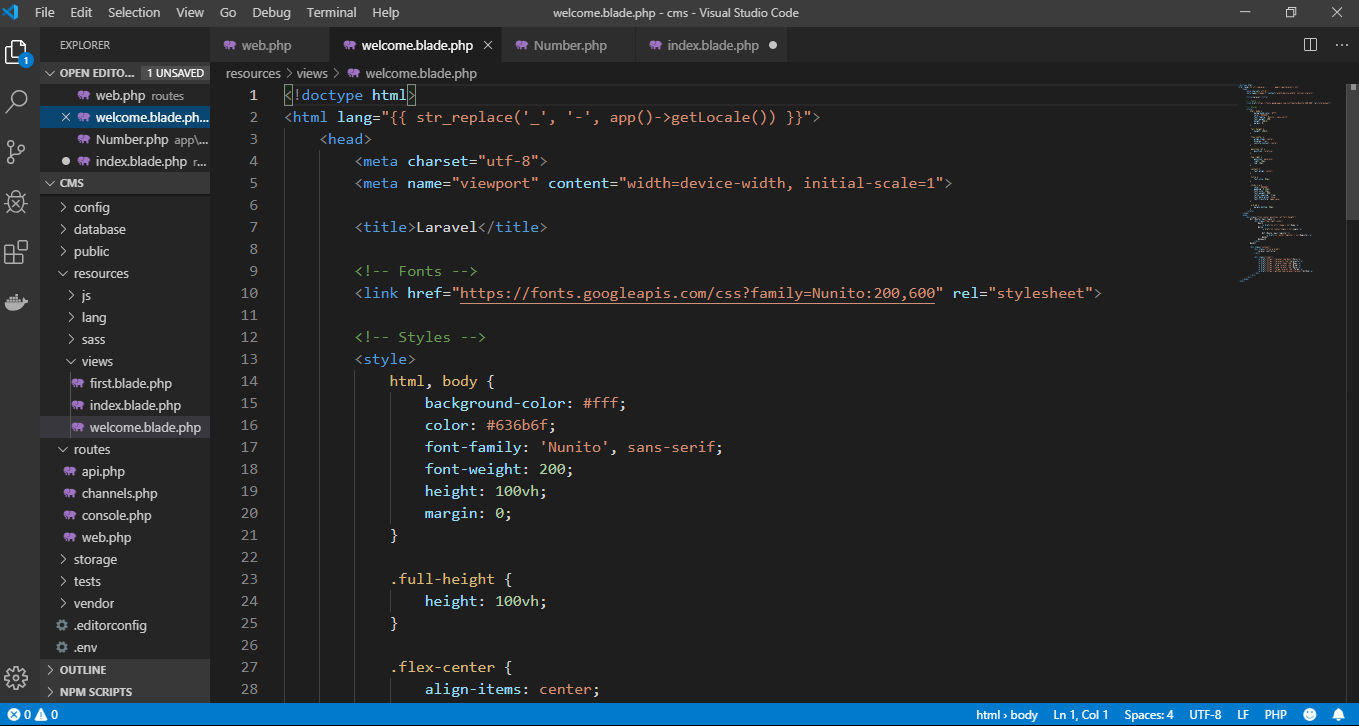 File Edit Selection View Go Debug Terminal Help
welcome.blade.php - cms - Visual Studio Code
1
EXPLORER
OPEN EDITO... 1 UNSAVED
web.php routes
welcome.blade.ph...
Number.php app\...
index.blade.php r...
CMS
config
database
public
resources
js
lang
sass
views
first.blade.php
index.blade.php
welcome.blade.php
routes
api.php
channels.php
console.php
web.php
storage
tests
vendor
.editorconfig
.env
OUTLINE
NPM SCRIPTS
web.php welcome.blade.php Number.php index.blade.php
resources > views > welcome.blade.php
1 <!doctype html>
2 <html lang="{{ str_replace('_', '-', app()->getLocale()) }}">
3 <head>
4 <meta charset="utf-8">
5 <meta name="viewport" content="width=device-width, initial-scale=1">
6
7 <title>Laravel</title>
8
9 <!-- Fonts -->
10 <link href="https://fonts.googleapis.com/css?family=Nunito:200,600" rel="stylesheet">
11
12 <!-- Styles -->
13 <style>
14 html, body {
15 background-color: #fff;
16 color: #636b6f;
17 font-family: 'Nunito', sans-serif;
18 font-weight: 200;
19 height: 100vh;
20 margin: 0;
21 }
22
23 .full-height {
24 height: 100vh;
25 }
26
27 .flex-center {
28 align-items: center;
0 0 html › body Ln 1, Col 1 Spaces: 4 UTF-8 LF PHP